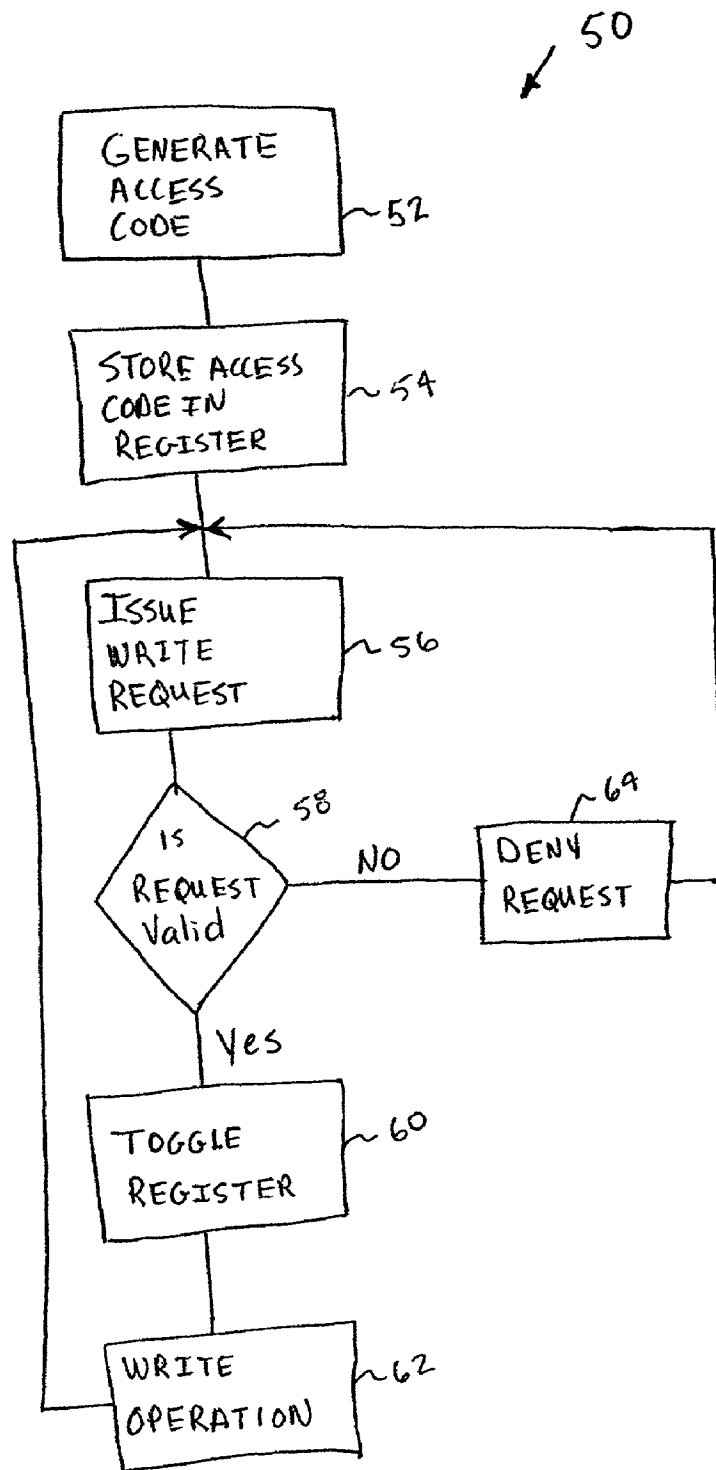 50
GENERATE
ACCESS
CODE
52
STORE ACCESS
CODE IN
REGISTER
54
ISSUE
WRITE
REQUEST
56
58
is
REQUEST
Valid
NO
64
DENY
REQUEST
Yes
TOGGLE
REGISTER
60
WRITE
OPERATION
62